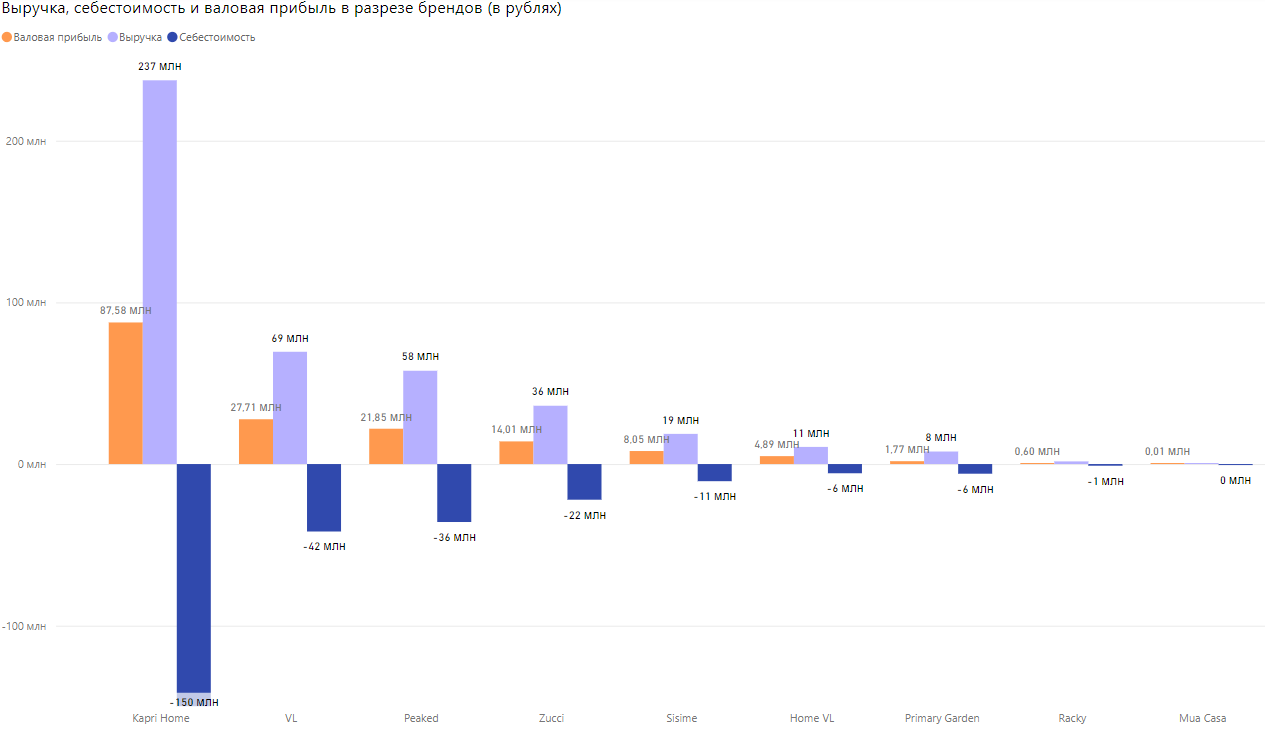 Выручка, себестоимость и валовая прибыль в разрезе брендов (в рублях)
Валовая прибыль Выручка Себестоимость
237 МЛН
200 млн
100 млн
87,58 МЛН
69 МЛН
58 МЛН
36 МЛН
27,71 МЛН
21,85 МЛН
14,01 МЛН
19 МЛН
8,05 МЛН
11 МЛН
4,89 МЛН
8 МЛН
1,77 МЛН
0,60 МЛН
0,01 МЛН
0 млн
-150 МЛН
-42 МЛН
-36 МЛН
-22 МЛН
-11 МЛН
-6 МЛН
-6 МЛН
-1 МЛН
0 МЛН
-100 млн
Kapri Home VL Peaked Zucci Sisime Home VL Primary Garden Racky Mua Casa